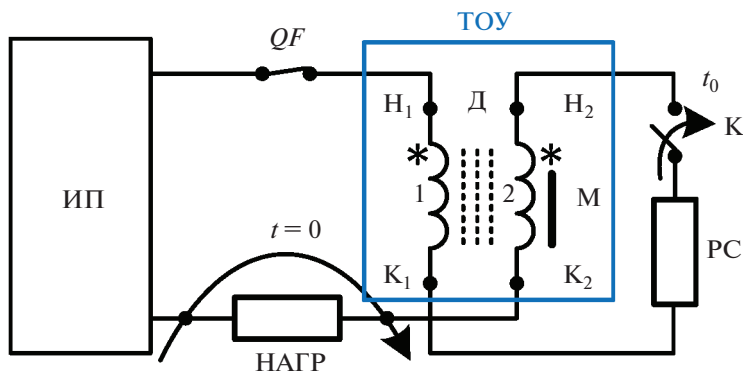 ТОУ
QF
t₀
Н₁
Д
Н₂
К
*
*
ИП
1
2
М
t = 0
К₁
К₂
РС
НАГР